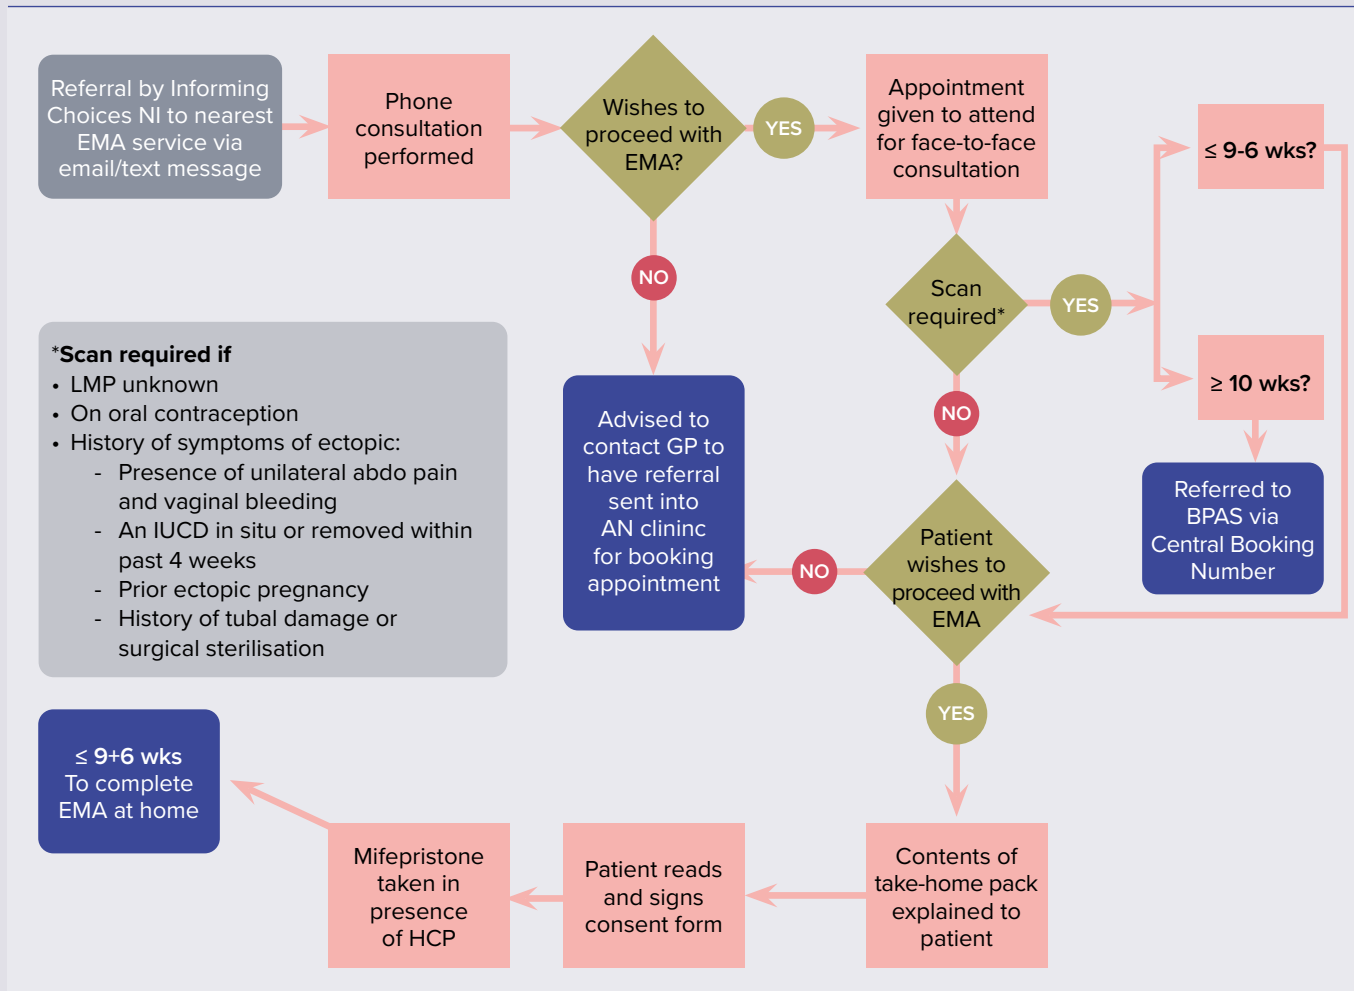 Referral by Informing
Choices NI to nearest
EMA service via
email/text message
Phone
consultation
performed
Wishes to
proceed with
EMA?
YES
Appointment
given to attend
for face-to-face
consultation
≤ 9-6 wks?
NO
Scan
required*
YES
≥ 10 wks?
*Scan required if
• LMP unknown
• On oral contraception
• History of symptoms of ectopic:
- Presence of unilateral abdo pain
and vaginal bleeding
- An IUCD in situ or removed within
past 4 weeks
- Prior ectopic pregnancy
- History of tubal damage or
surgical sterilisation
Advised to
contact GP to
have referral
sent into
AN clininc
for booking
appointment
NO
Referred to
BPAS via
Central Booking
Number
NO
Patient
wishes to
proceed with
EMA
YES
≤ 9+6 wks
To complete
EMA at home
Mifepristone
taken in
presence
of HCP
Patient reads
and signs
consent form
Contents of
take-home pack
explained to
patient